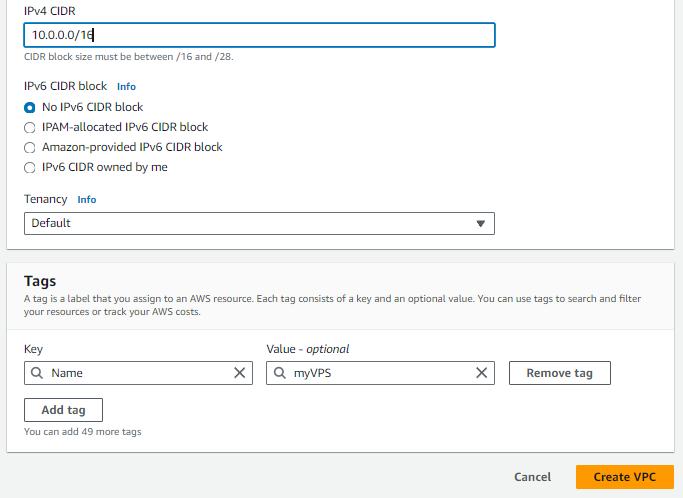 IPv4 CIDR
10.0.0.0/16
CIDR block size must be between /16 and /28.
IPv6 CIDR block Info
No IPv6 CIDR block
IPAM-allocated IPv6 CIDR block
Amazon-provided IPv6 CIDR block
IPv6 CIDR owned by me
Tenancy Info
Default
Tags
A tag is a label that you assign to an AWS resource. Each tag consists of a key and an optional value. You can use tags to search and filter
your resources or track your AWS costs.
Key Value - optional
Name myVPS Remove tag
Add tag
You can add 49 more tags
Cancel Create VPC